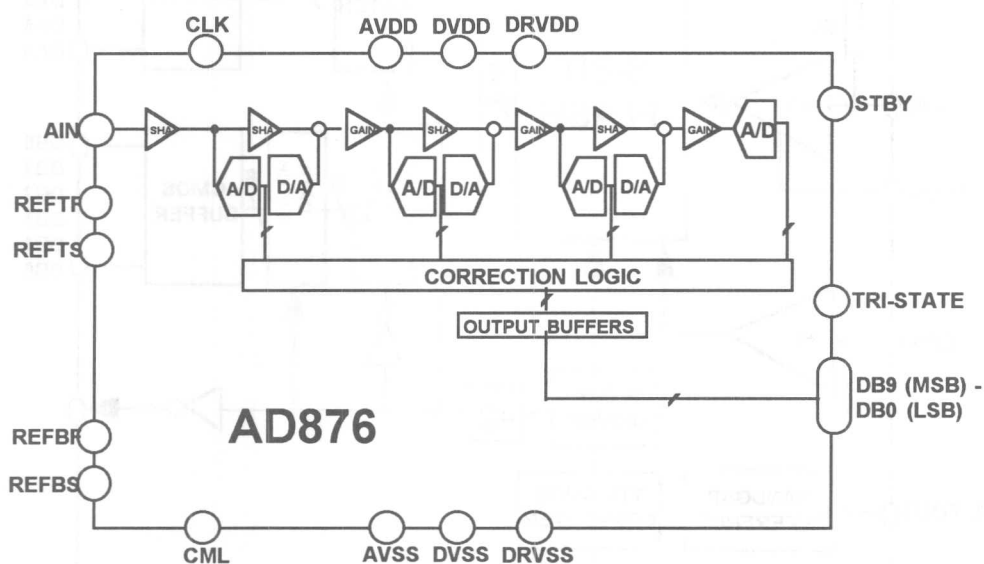 CLK
AVDD DVDD DRVDD
AIN
SHA
SHA
GAIN
SHA
GAIN
SHA
GAIN
A/D
STBY
A/D D/A
A/D D/A
A/D D/A
REFTF
REFTS
CORRECTION LOGIC
TRI-STATE
OUTPUT BUFFERS
DB9 (MSB) -
DB0 (LSB)
AD876
REFBF
REFBS
CML
AVSS DVSS DRVSS